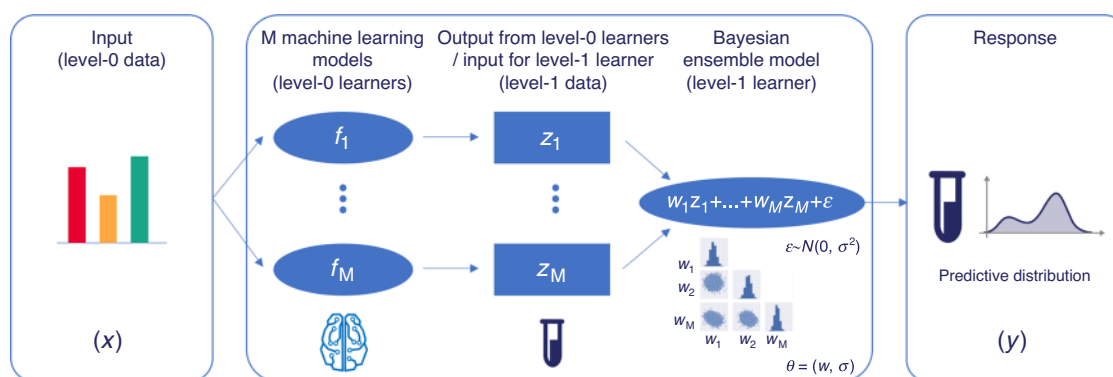 Input
(level-0 data)
(x)
M machine learning
models
(level-0 learners)
f1
fM
Output from level-0 learners
/ input for level-1 learner
(level-1 data)
z1
zM
Bayesian
ensemble model
(level-1 learner)
w1z1+...+wMzM+ε
ε~N(0, σ²)
w1
w2
wM
w1 w2 wM
θ = (w, σ)
Response
Predictive distribution
(y)